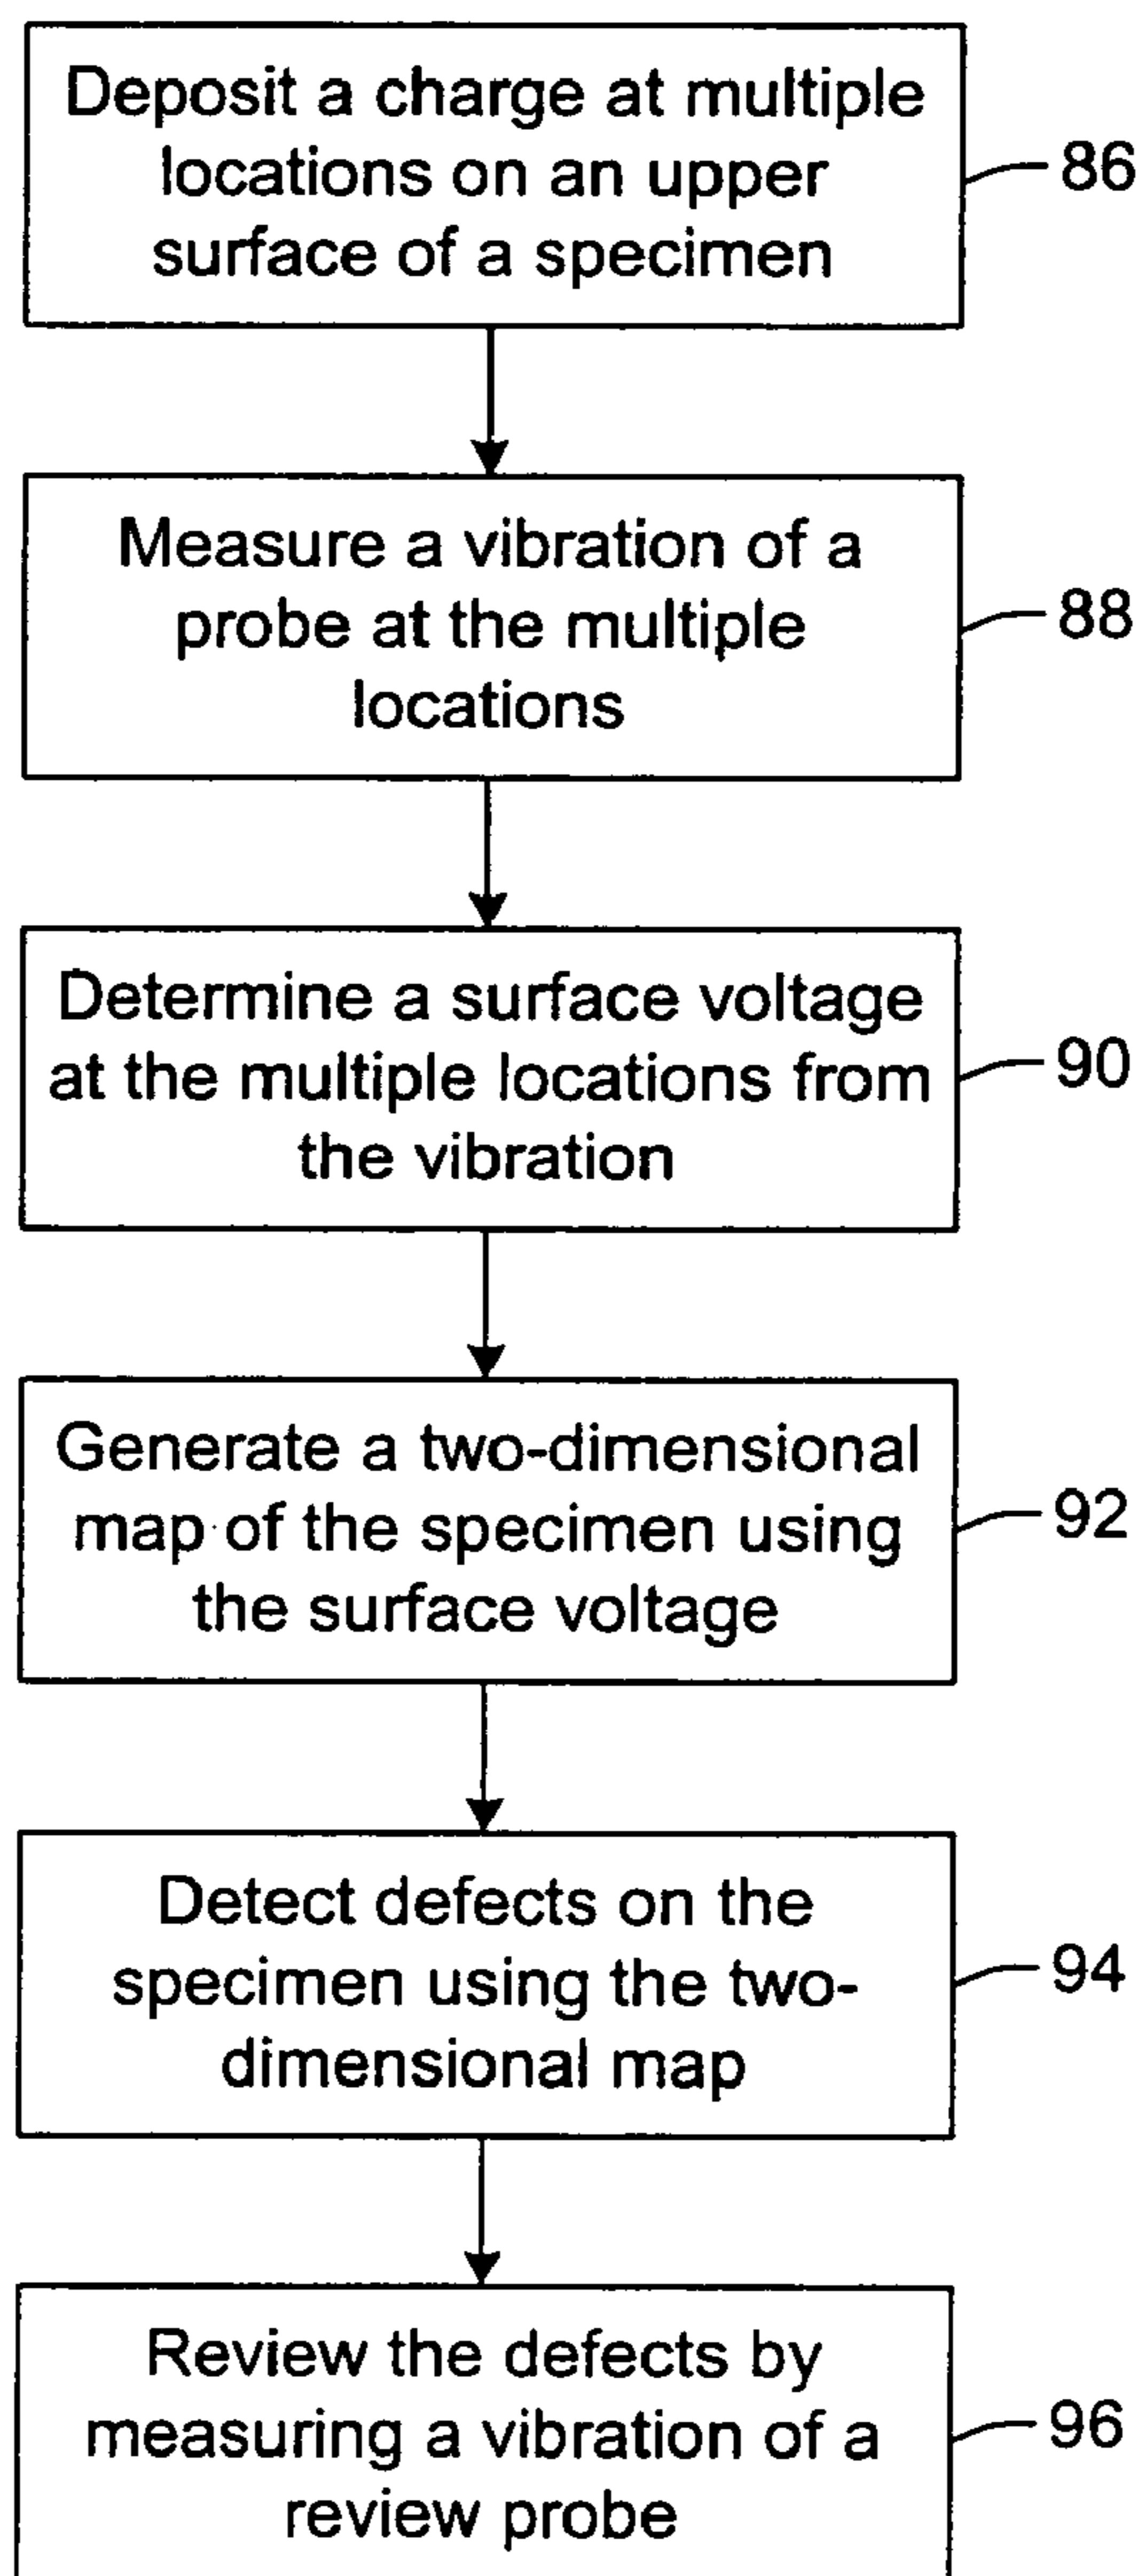 Deposit a charge at multiple
locations on an upper
surface of a specimen
86
Measure a vibration of a
probe at the multiple
locations
88
Determine a surface voltage
at the multiple locations from
the vibration
90
Generate a two-dimensional
map of the specimen using
the surface voltage
92
Detect defects on the
specimen using the two-
dimensional map
94
Review the defects by
measuring a vibration of a
review probe
96